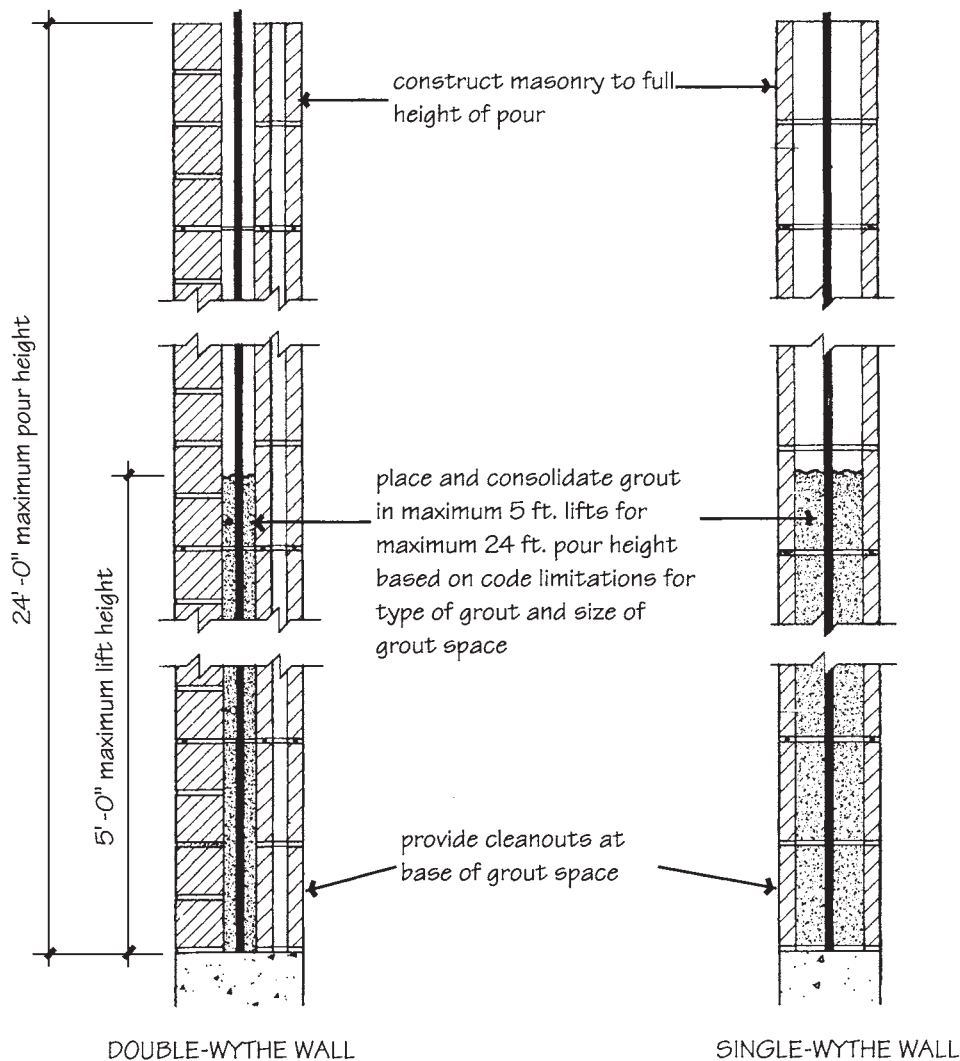 construct masonry to full
height of pour
24'-0" maximum pour height
5'-0" maximum lift height
place and consolidate grout
in maximum 5 ft. lifts for
maximum 24 ft. pour height
based on code limitations for
type of grout and size of
grout space
provide cleanouts at
base of grout space
DOUBLE-WYTHE WALL
SINGLE-WYTHE WALL